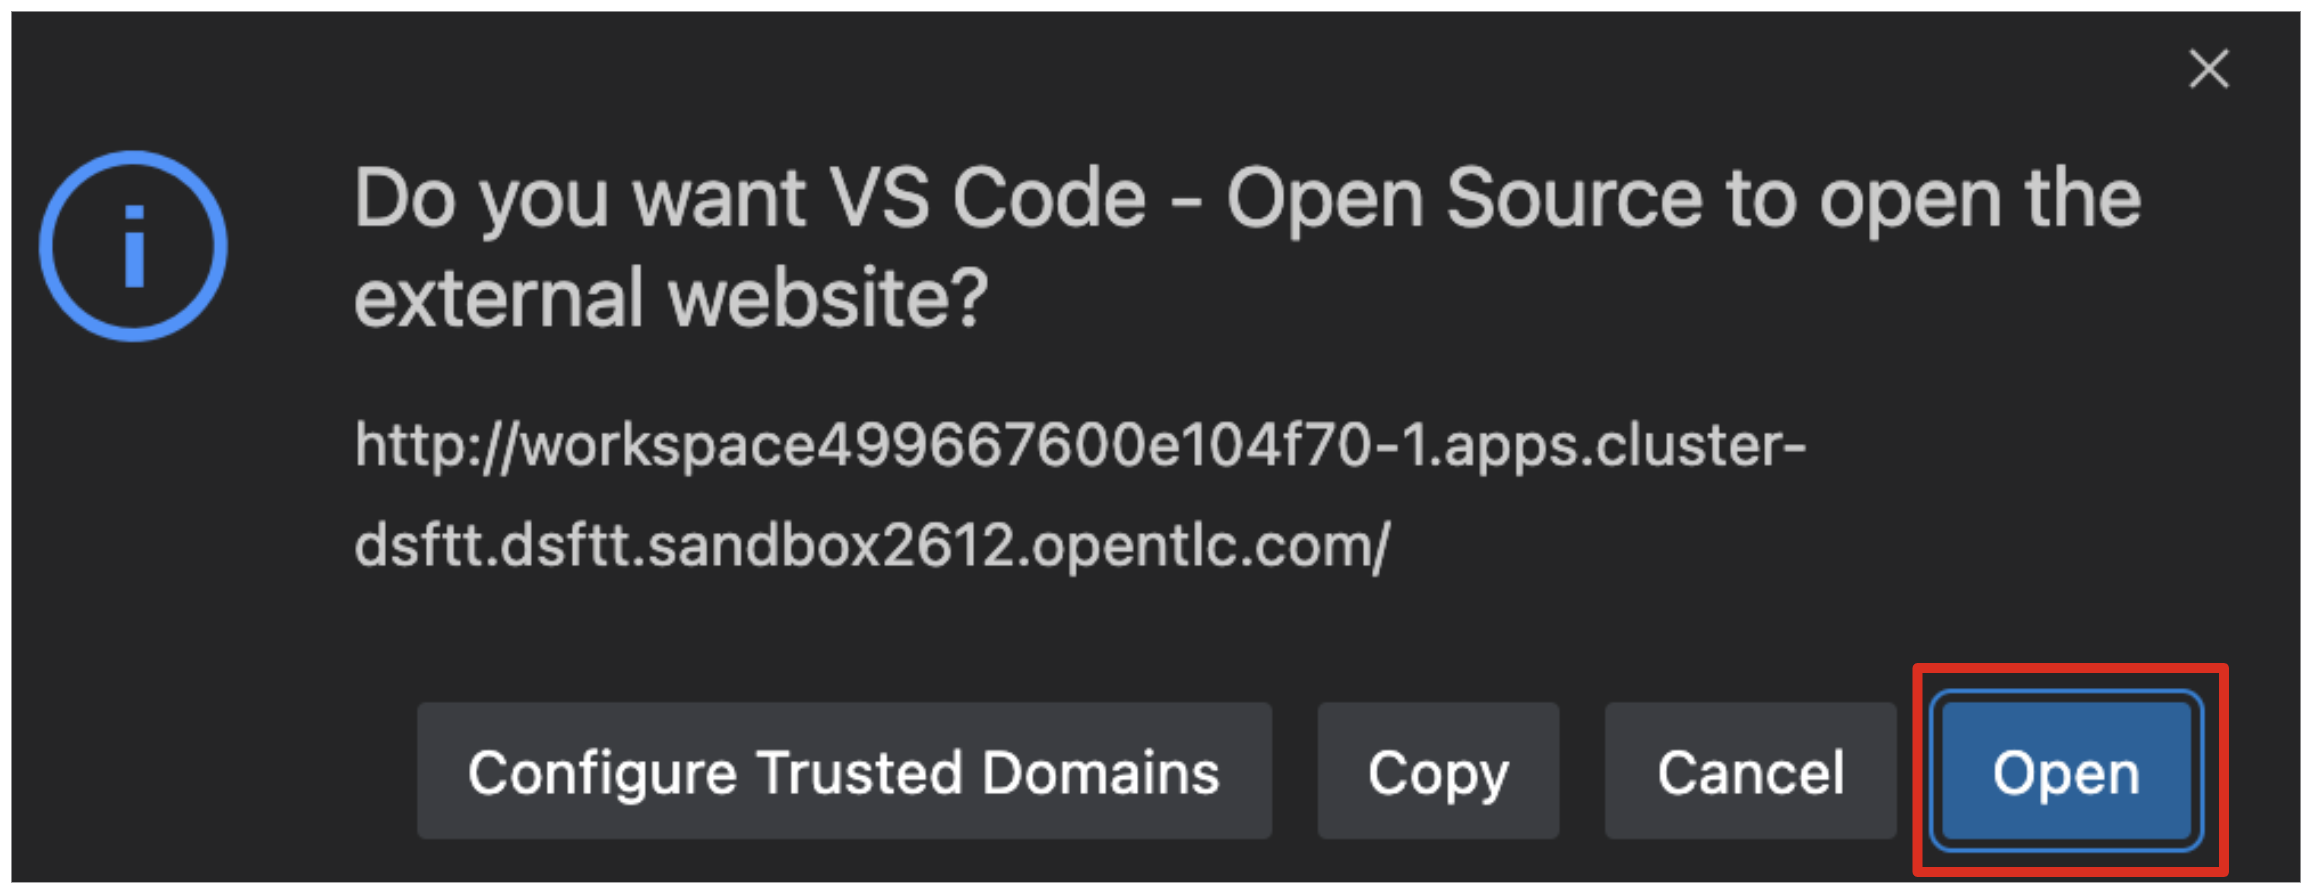 Do you want VS Code - Open Source to open the
external website?
http://workspace499667600e104f70-1.apps.cluster-
dsftt.dsftt.sandbox2612.opentlc.com/
Configure Trusted Domains Copy Cancel Open